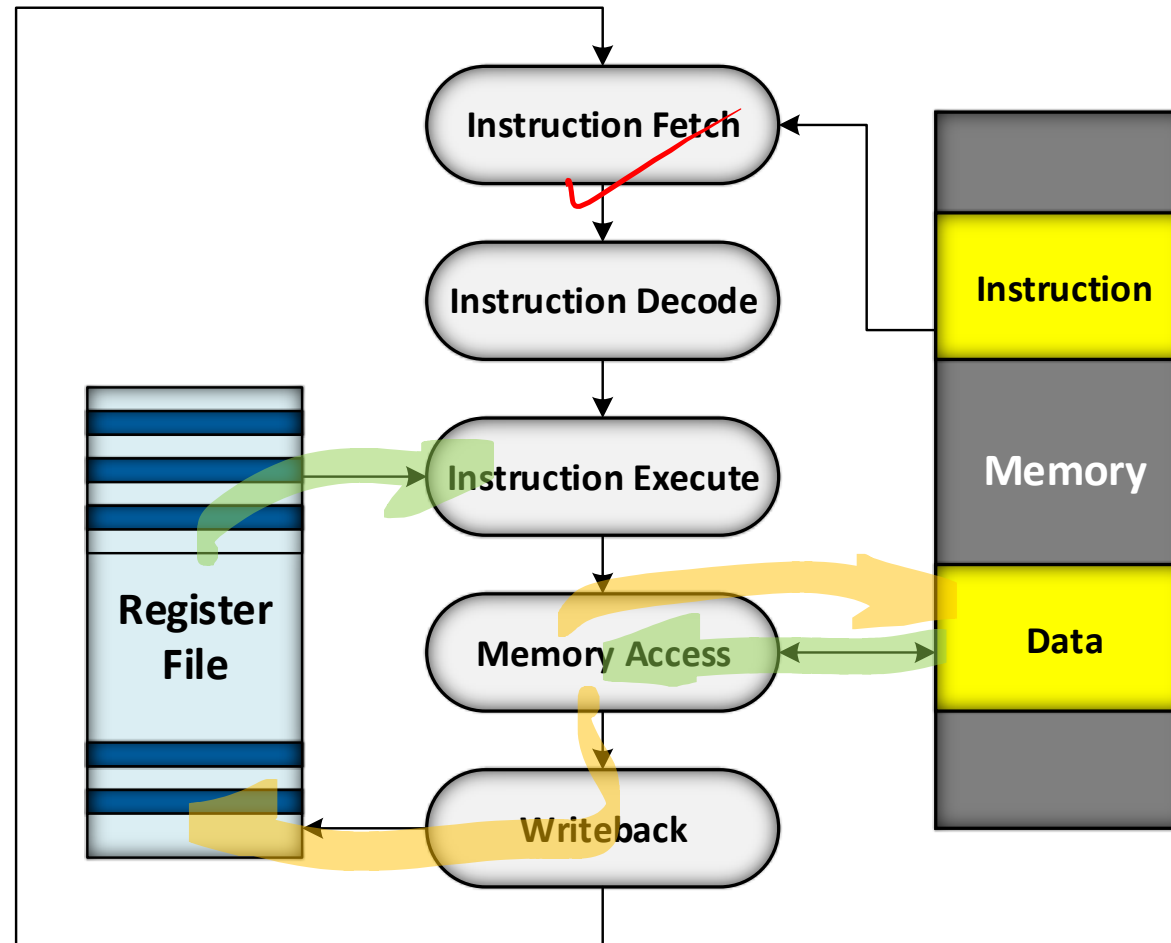 Instruction Fetch
Instruction Decode
Instruction
Instruction Execute
Memory
Register
File
Memory Access
Data
Writeback